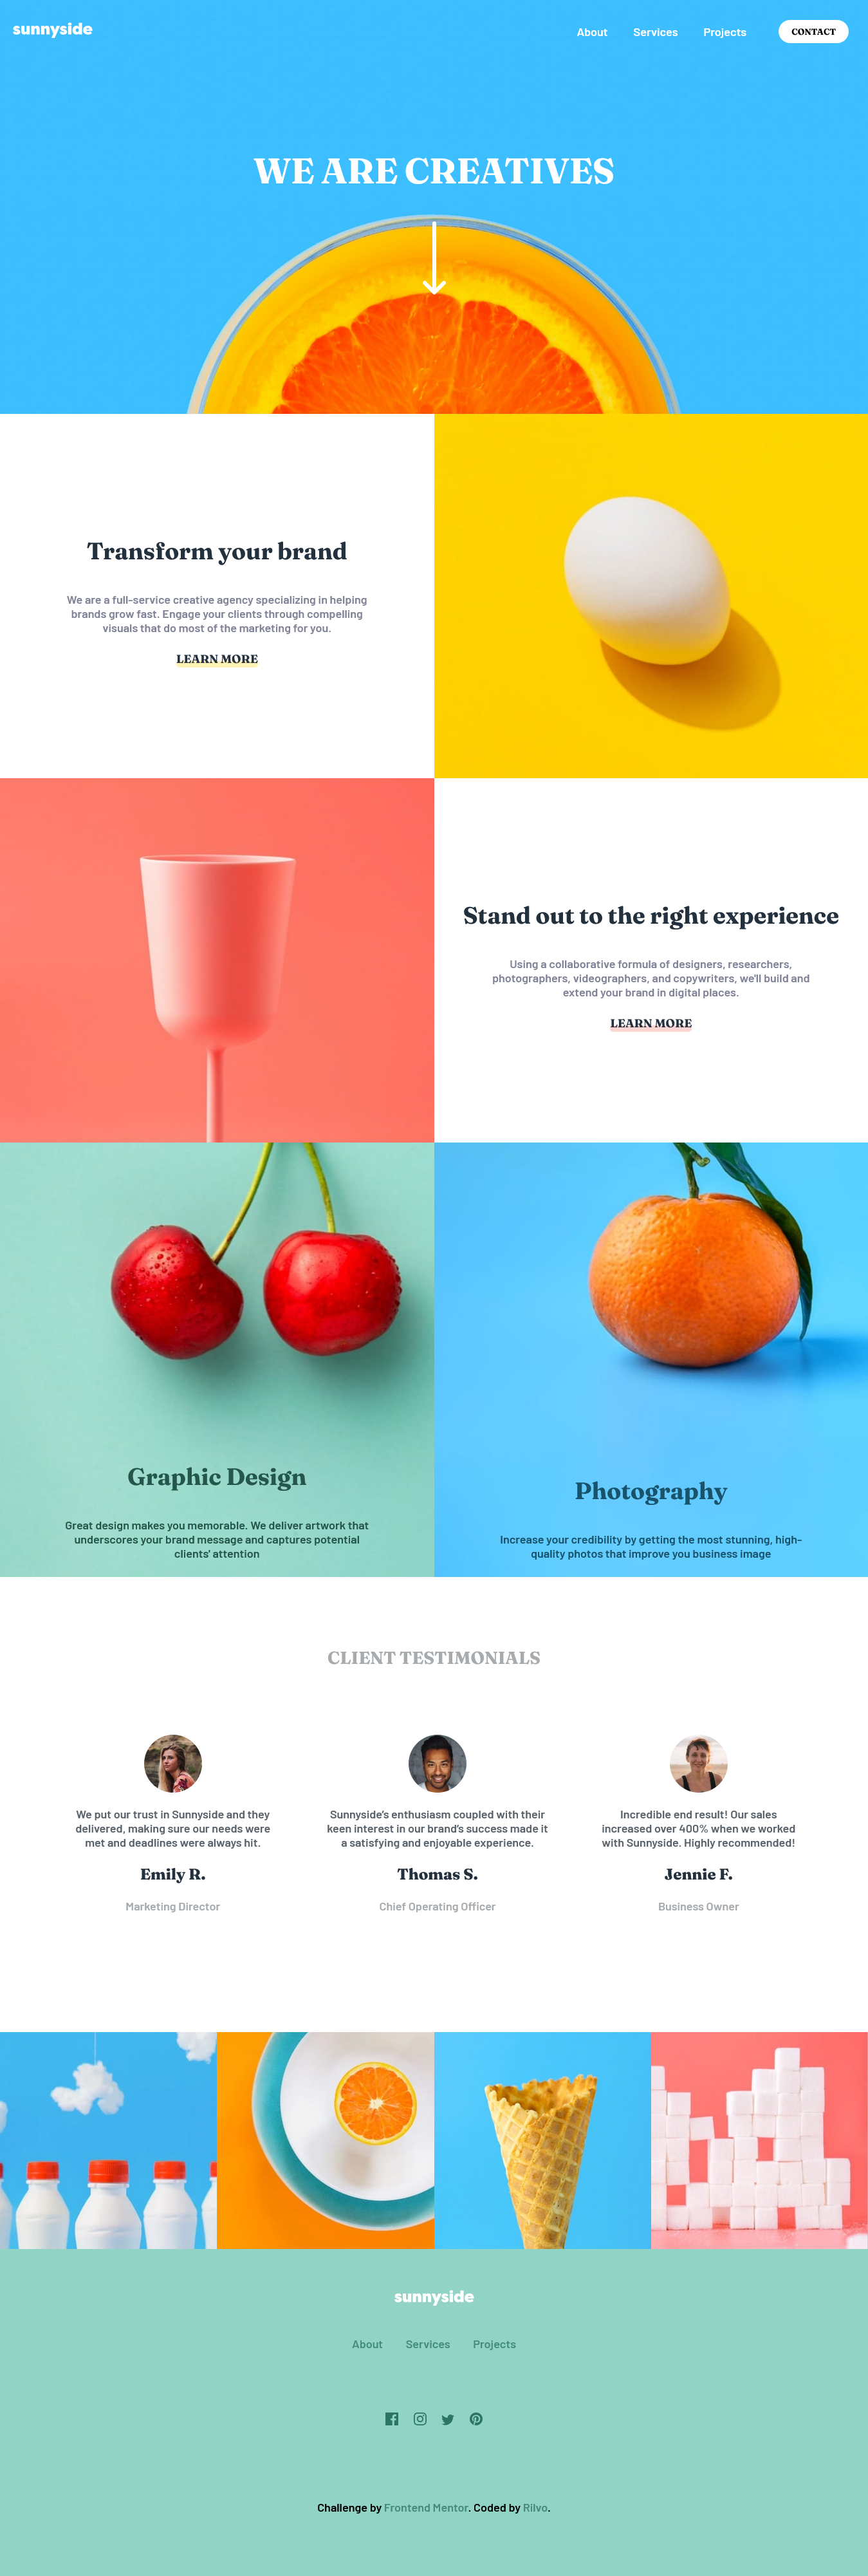 sunnyside
About Services Projects CONTACT
WE ARE CREATIVES
Transform your brand
We are a full-service creative agency specializing in helping
brands grow fast. Engage your clients through compelling
visuals that do most of the marketing for you.
LEARN MORE
Stand out to the right experience
Using a collaborative formula of designers, researchers,
photographers, videographers, and copywriters, we'll build and
extend your brand in digital places.
LEARN MORE
Graphic Design
Great design makes you memorable. We deliver artwork that
underscores your brand message and captures potential
clients' attention
Photography
Increase your credibility by getting the most stunning, high-
quality photos that improve you business image
CLIENT TESTIMONIALS
We put our trust in Sunnyside and they
delivered, making sure our needs were
met and deadlines were always hit.
Emily R.
Marketing Director
Sunnyside's enthusiasm coupled with their
keen interest in our brand's success made it
a satisfying and enjoyable experience.
Thomas S.
Chief Operating Officer
Incredible end result! Our sales
increased over 400% when we worked
with Sunnyside. Highly recommended!
Jennie F.
Business Owner
sunnyside
About Services Projects
Challenge by Frontend Mentor. Coded by Rilvo.